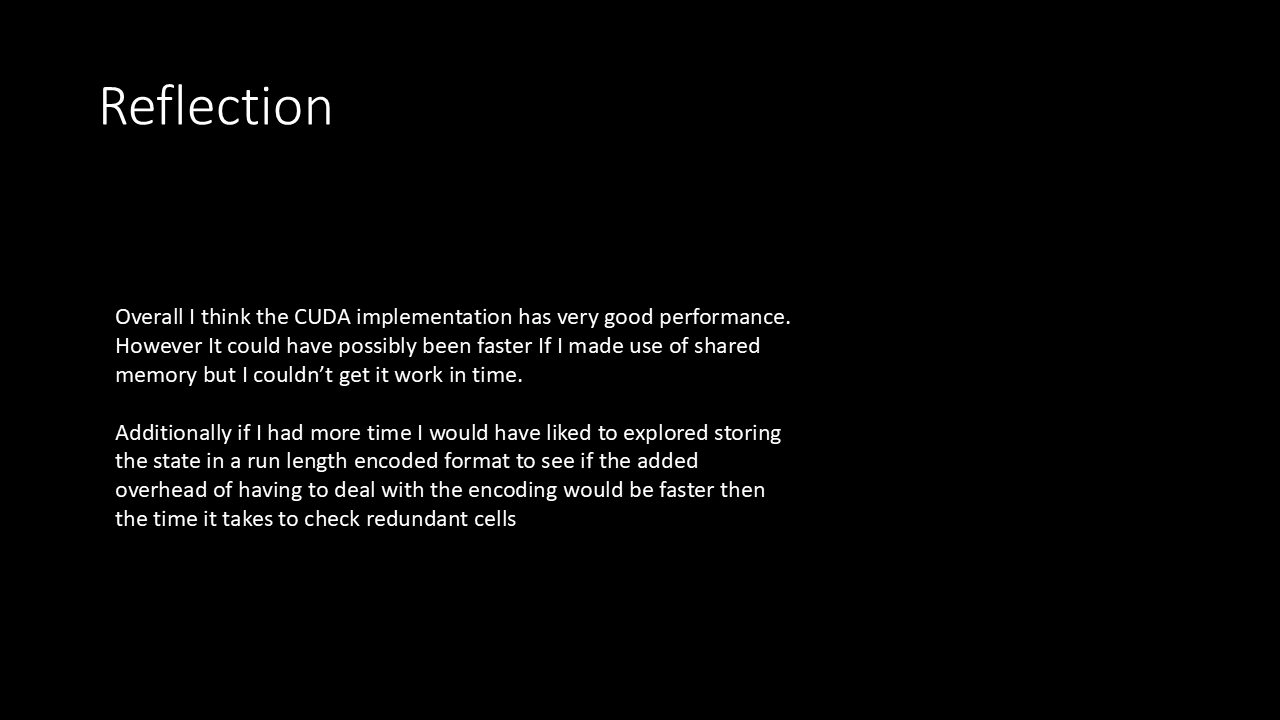 Reflection
Overall I think the CUDA implementation has very good performance.
However It could have possibly been faster If I made use of shared
memory but I couldn’t get it work in time.
Additionally if I had more time I would have liked to explored storing
the state in a run length encoded format to see if the added
overhead of having to deal with the encoding would be faster then
the time it takes to check redundant cells